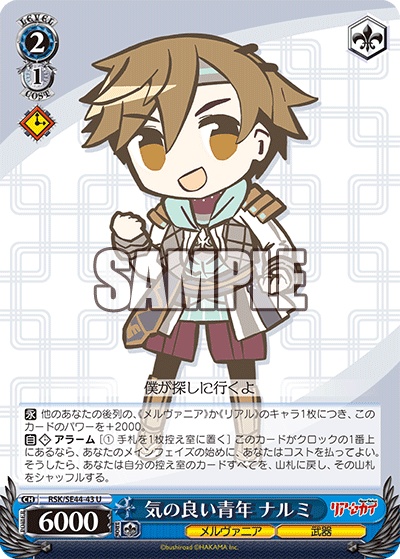 LEVEL
2
1
COST
SAMPLE
僕が探しに行くよ
永 他のあなたの後列の、《メルヴァニア》か《リアル》のキャラ1枚につき、この
カードのパワーを+2000。
自 アラーム [① 手札を1枚控え室に置く] このカードがクロックの1番上
にあるなら、あなたのメインフェイズの始めに、あなたはコストを払ってよい。
そうしたら、あなたは自分の控え室のカードすべてを、山札に戻し、その山札
をシャッフルする。
CH RSK/SE44-43 U
POWER
6000
気の良い青年 ナルミ
リアセカイ
メルヴァニア
武器
©bushiroad ©HAKAMA Inc.